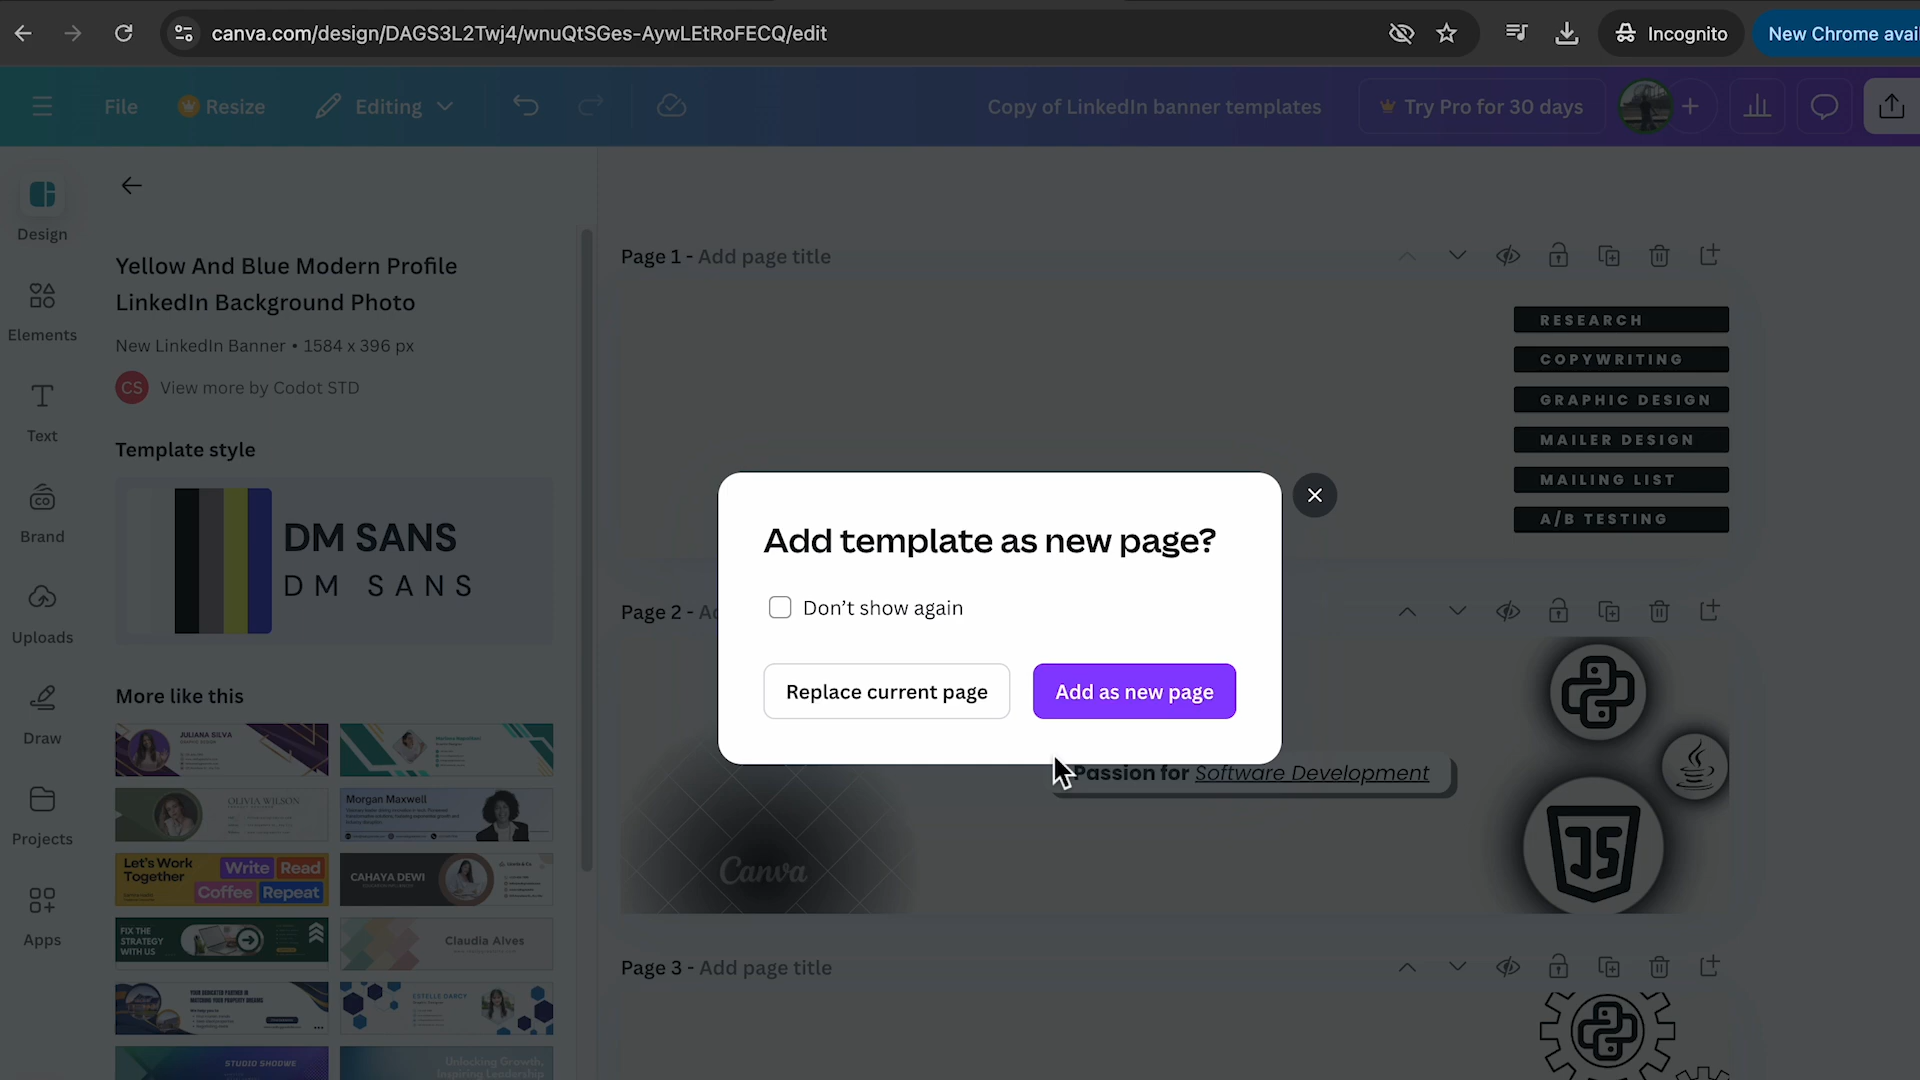 canva.com/design/DAGS3L2Twj4/wnuQtSGes-AywLEtRoFECQ/edit
Incognito
New Chrome avai
File
Resize
Editing
Copy of LinkedIn banner templates
Try Pro for 30 days
Design
Elements
Text
Brand
Uploads
Draw
Projects
Apps
Yellow And Blue Modern Profile
LinkedIn Background Photo
New LinkedIn Banner • 1584 x 396 px
CS
View more by Codot STD
Template style
DM SANS
DM SANS
More like this
JULIANA SILVA
OLIVIA WILSON
Morgan Maxwell
Let's Work
Together
Write
Read
Coffee
Repeat
CAHAYA DEWI
FIX THE
STRATEGY
WITH US
Claudia Alves
ESTELLE DARCY
STUDIO SHODWE
Unlocking Growth,
Inspiring Leadership
Page 1 - Add page title
RESEARCH
COPYWRITING
GRAPHIC DESIGN
MAILER DESIGN
MAILING LIST
A/B TESTING
Add template as new page?
Don't show again
Replace current page
Add as new page
Page 2 - Ad
Passion for Software Development
Canva
JS
Page 3 - Add page title